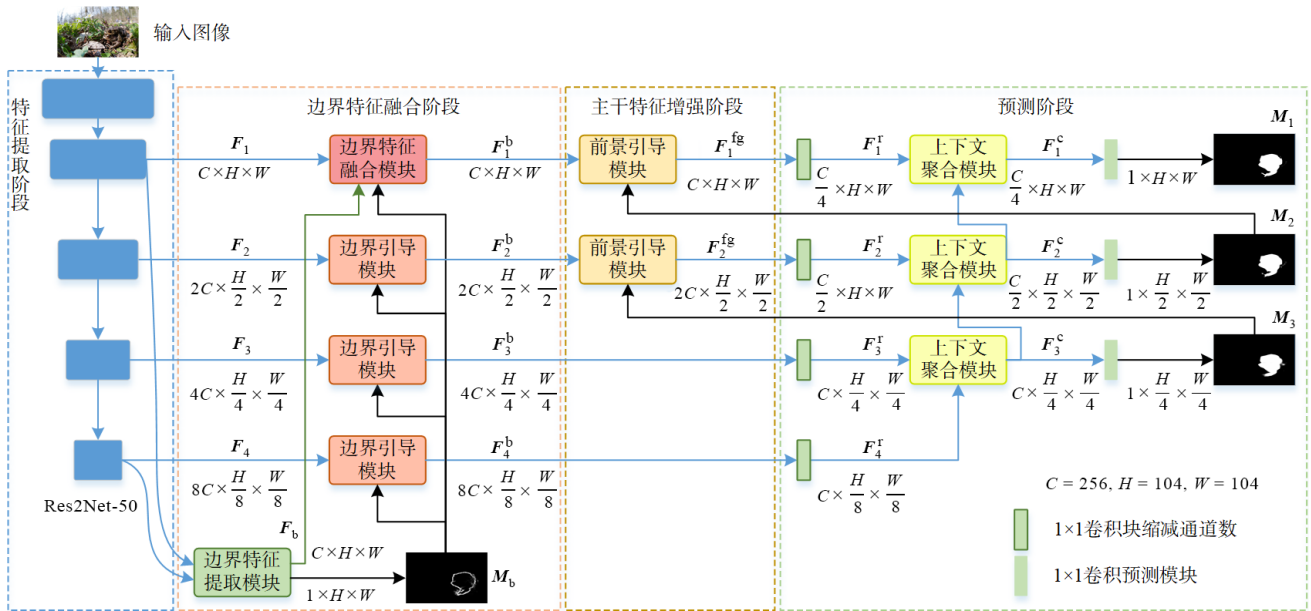 输入图像
特征提取阶段
边界特征融合阶段
主干特征增强阶段
预测阶段
F₁
C×H×W
边界特征
融合模块
F₁ᵇ
C×H×W
前景引导
模块
F₁ᶠᵍ
C×H×W
F₁ʳ
C/4 ×H×W
上下文
聚合模块
F₁ᶜ
C/4 ×H×W
1×H×W
M₁
F₂
2C× H/2 × W/2
边界引导
模块
F₂ᵇ
2C× H/2 × W/2
前景引导
模块
F₂ᶠᵍ
2C× H/2 × W/2
F₂ʳ
C/2 ×H×W
上下文
聚合模块
F₂ᶜ
C/2 × H/2 × W/2
1× H/2 × W/2
M₂
F₃
4C× H/4 × W/4
边界引导
模块
F₃ᵇ
4C× H/4 × W/4
F₃ʳ
C× H/4 × W/4
上下文
聚合模块
F₃ᶜ
C× H/4 × W/4
1× H/4 × W/4
M₃
F₄
8C× H/8 × W/8
边界引导
模块
F₄ᵇ
8C× H/8 × W/8
F₄ʳ
C× H/8 × W/8
Res2Net-50
F_b
C×H×W
边界特征
提取模块
1×H×W
M_b
C = 256, H = 104, W = 104
1×1卷积块缩减通道数
1×1卷积预测模块